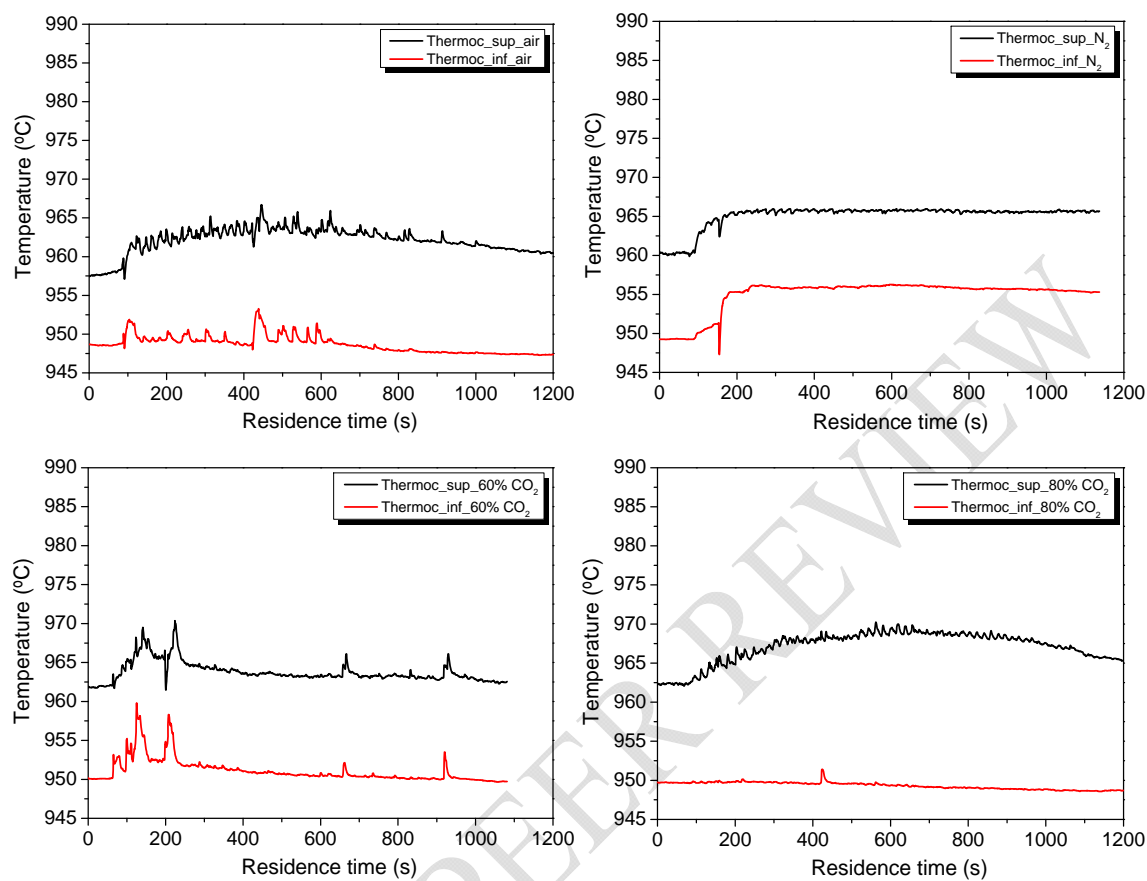 Thermoc_sup_air
Thermoc_inf_air
990
985
980
975
970
965
960
955
950
945
0 200 400 600 800 1000 1200
Temperature (ºC)
Residence time (s)
Thermoc_sup_N₂
Thermoc_inf_N₂
990
985
980
975
970
965
960
955
950
945
0 200 400 600 800 1000 1200
Temperature (ºC)
Residence time (s)
Thermoc_sup_60% CO₂
Thermoc_inf_60% CO₂
990
985
980
975
970
965
960
955
950
945
0 200 400 600 800 1000 1200
Temperature (ºC)
Residence time (s)
Thermoc_sup_80% CO₂
Thermoc_inf_80% CO₂
990
985
980
975
970
965
960
955
950
945
0 200 400 600 800 1000 1200
Temperature (ºC)
Residence time (s)
PEER REVIEW